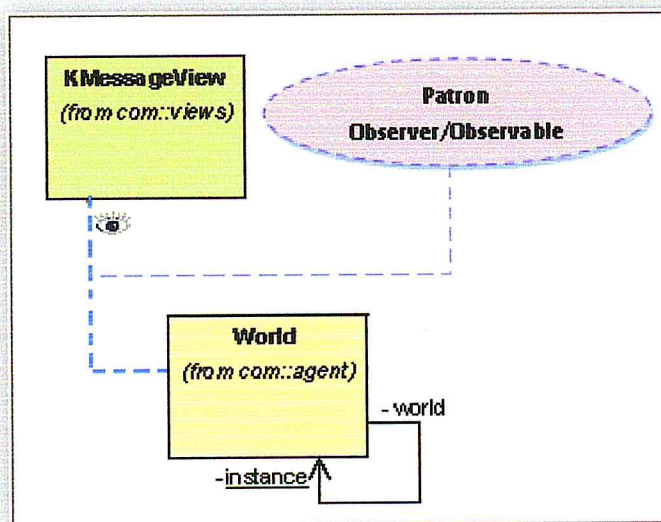 KMessageView
(from com::views)
Patron
Observer/Observable
World
(from com::agent)
- world
-instance